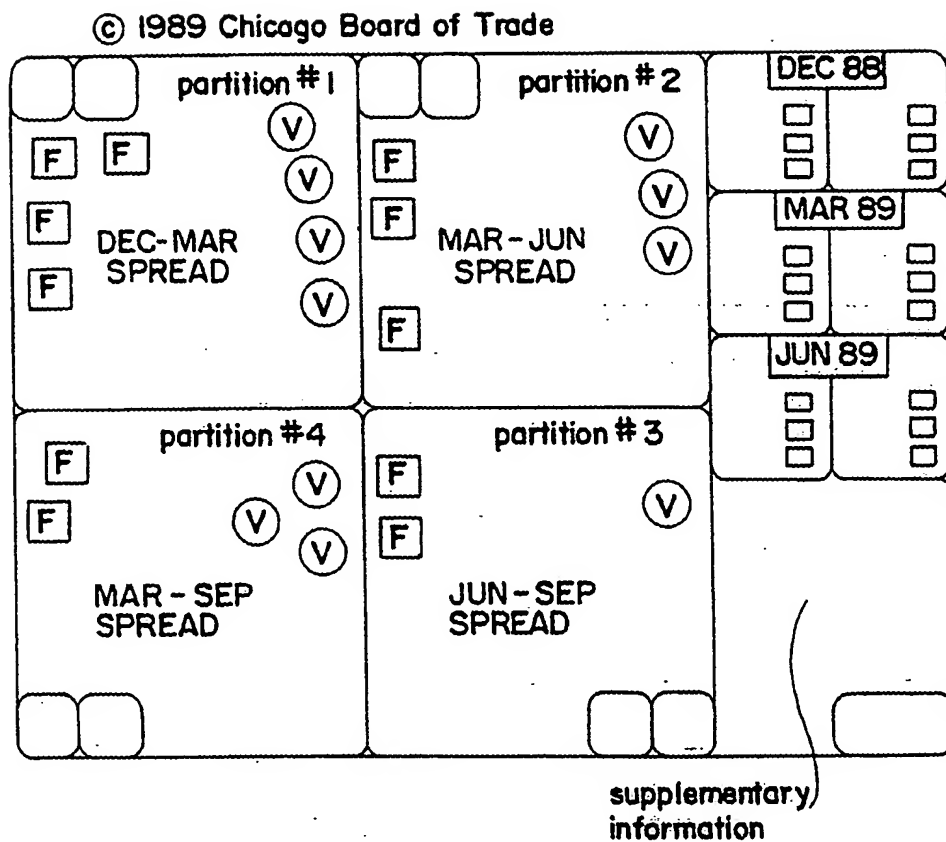 © 1989 Chicago Board of Trade
partition #1
V
F F
V
F
V
DEC-MAR
SPREAD
F
V
partition #2
V
F
V
F
MAR-JUN
SPREAD
V
F
DEC 88
MAR 89
JUN 89
partition #4
F
V
F
V
V
MAR-SEP
SPREAD
partition #3
F
V
F
JUN-SEP
SPREAD
supplementary
information